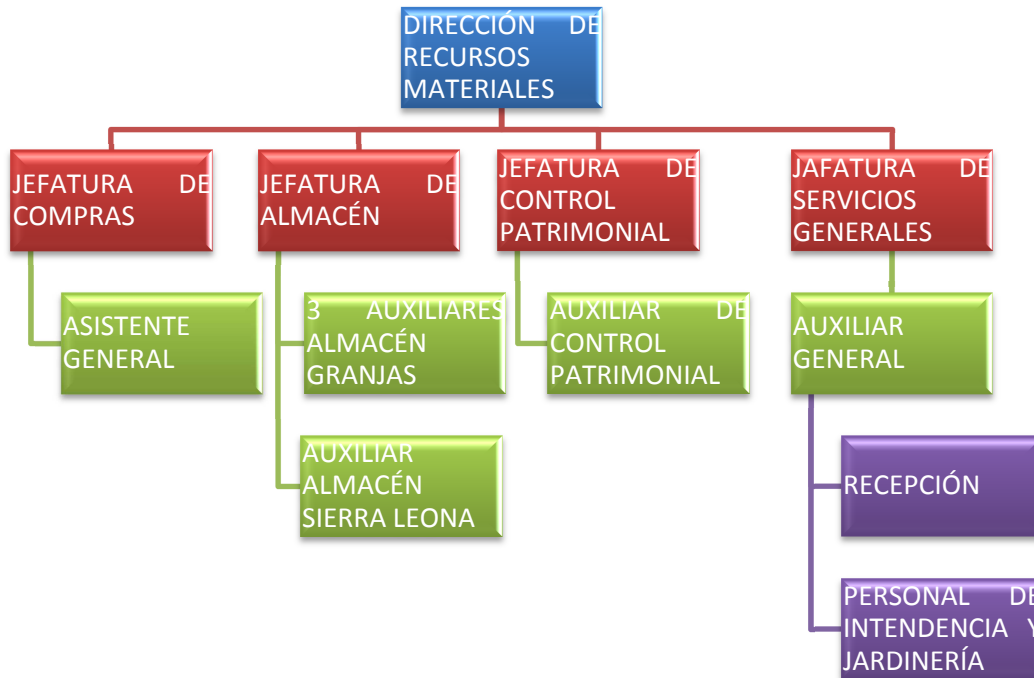 DIRECCIÓN DE
RECURSOS
MATERIALES
JEFATURA DE
COMPRAS
JEFATURA DE
ALMACÉN
JEFATURA DE
CONTROL
PATRIMONIAL
JAFATURA DE
SERVICIOS
GENERALES
ASISTENTE
GENERAL
3 AUXILIARES
ALMACÉN
GRANJAS
AUXILIAR DE
CONTROL
PATRIMONIAL
AUXILIAR
GENERAL
AUXILIAR
ALMACÉN
SIERRA LEONA
RECEPCIÓN
PERSONAL DE
INTENDENCIA Y
JARDINERÍA